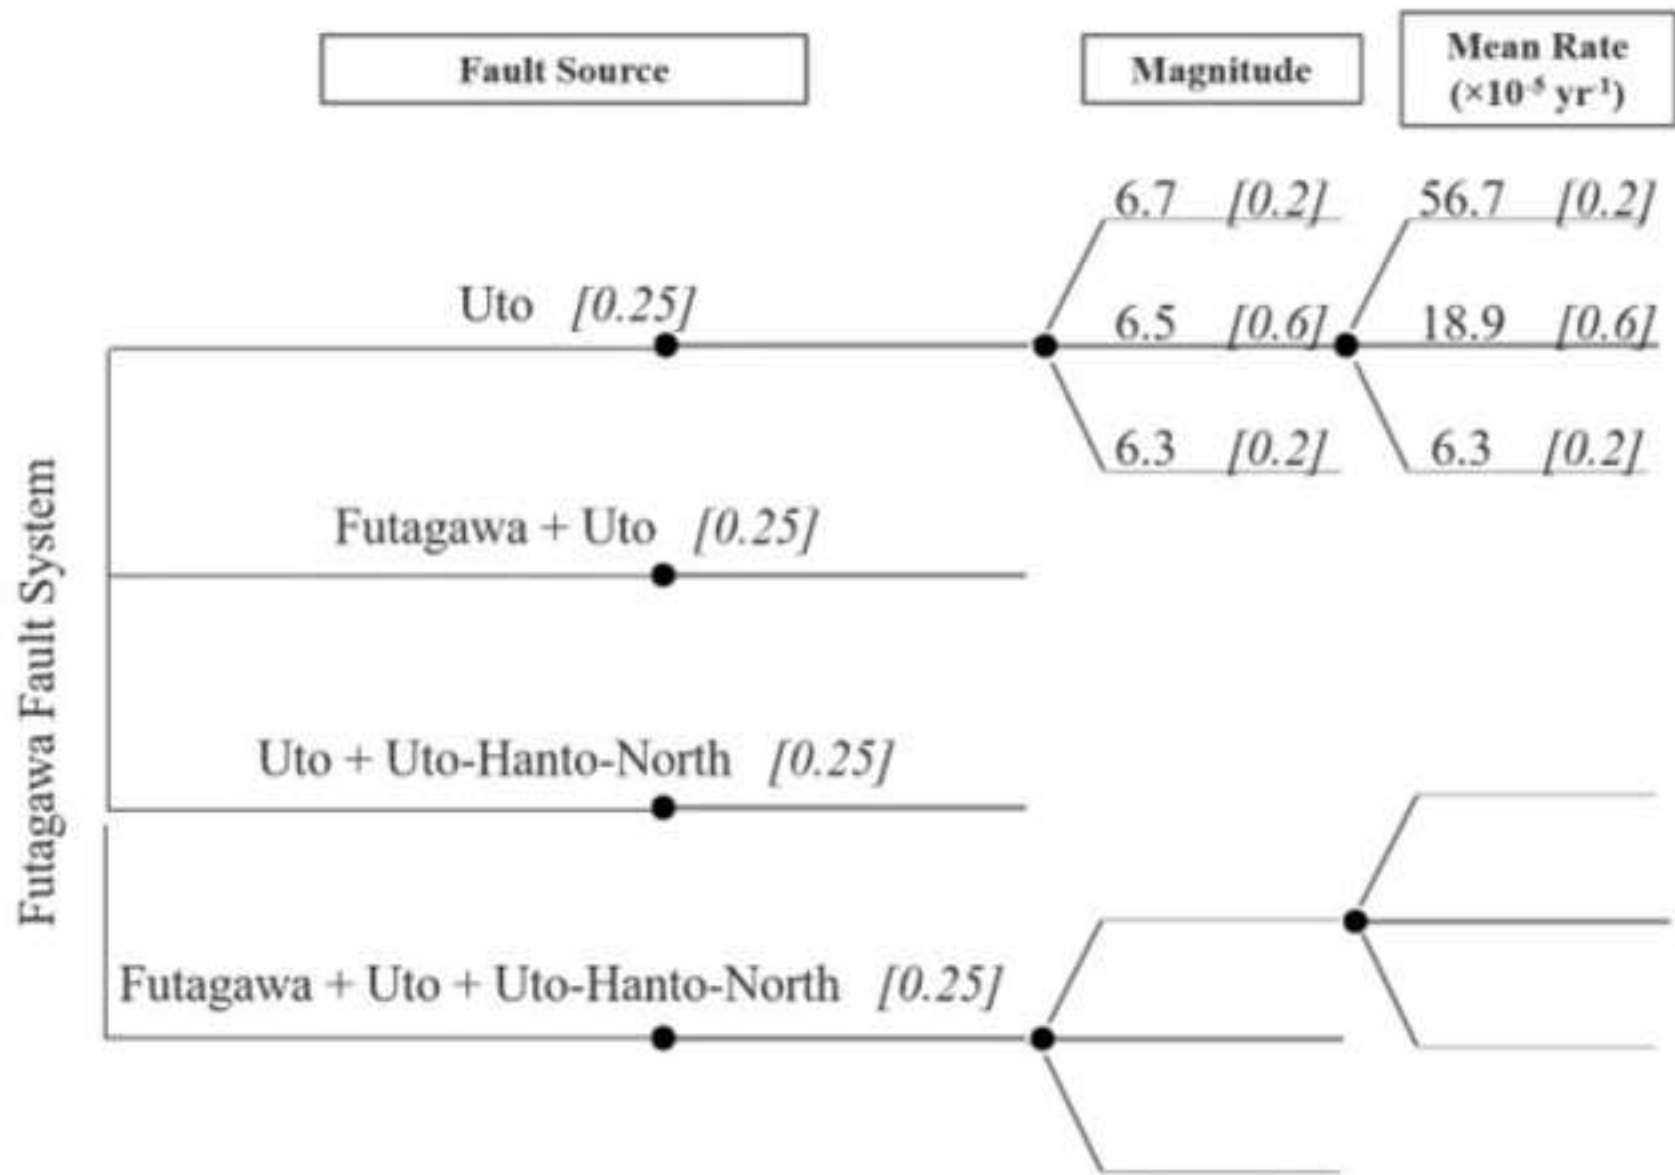 Fault Source
Magnitude
Mean Rate
(×10⁻⁵ yr⁻¹)
Futagawa Fault System
Uto [0.25]
6.7 [0.2]
56.7 [0.2]
6.5 [0.6]
18.9 [0.6]
6.3 [0.2]
6.3 [0.2]
Futagawa + Uto [0.25]
Uto + Uto-Hanto-North [0.25]
Futagawa + Uto + Uto-Hanto-North [0.25]